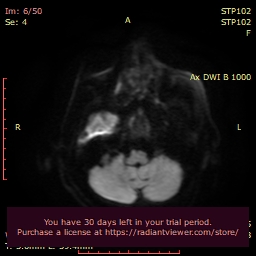 Im: 6/50
Se: 4
A
STP102
STP102
F
Ax DWI B 1000
R
L
You have 30 days left in your trial period.
Purchase a license at https://radiantviewer.com/store/